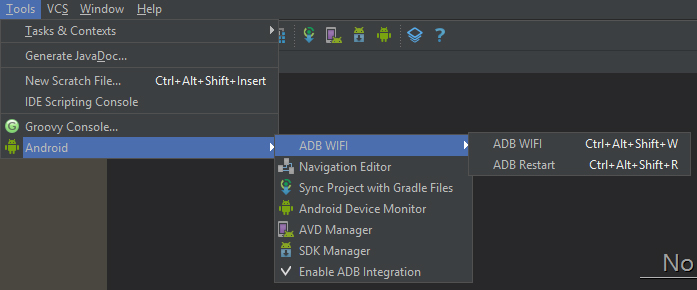 Tools VCS Window Help
Tasks & Contexts
Generate JavaDoc...
New Scratch File... Ctrl+Alt+Shift+Insert
IDE Scripting Console
Groovy Console...
Android
ADB WIFI
Navigation Editor
Sync Project with Gradle Files
Android Device Monitor
AVD Manager
SDK Manager
Enable ADB Integration
ADB WIFI Ctrl+Alt+Shift+W
ADB Restart Ctrl+Alt+Shift+R
No